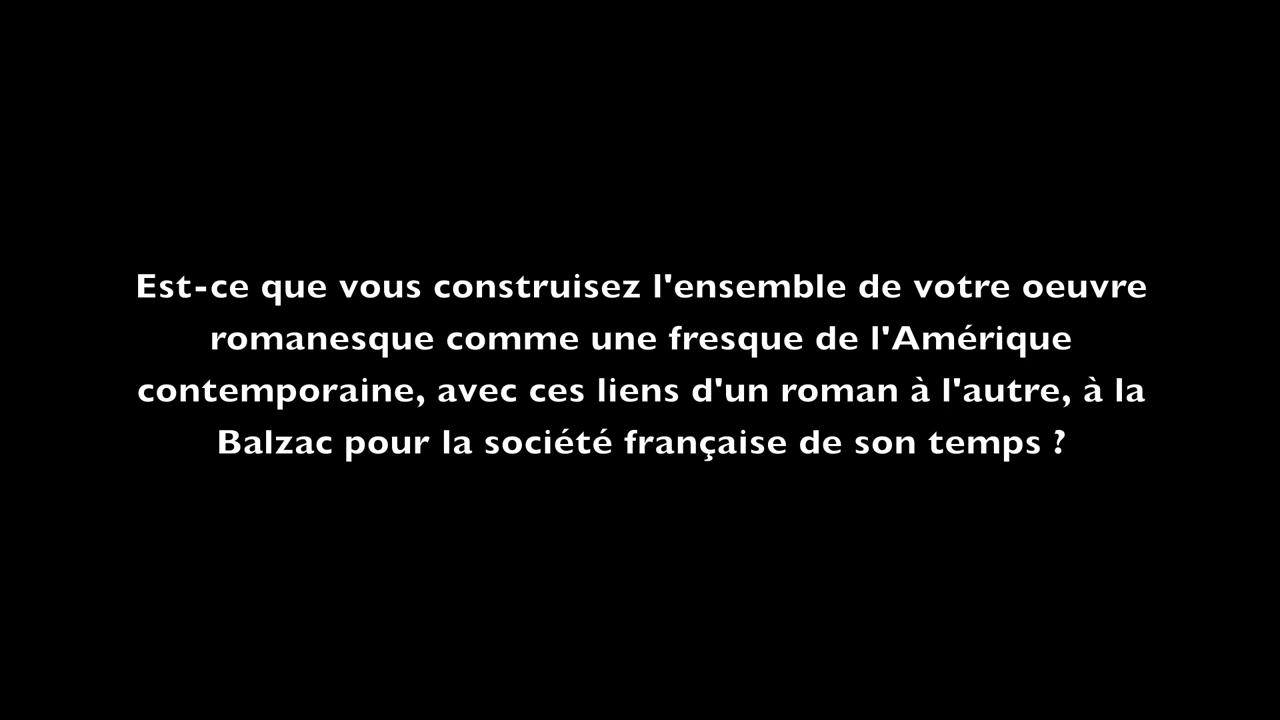 Est-ce que vous construisez l'ensemble de votre oeuvre
romanesque comme une fresque de l'Amérique
contemporaine, avec ces liens d'un roman à l'autre, à la
Balzac pour la société française de son temps ?